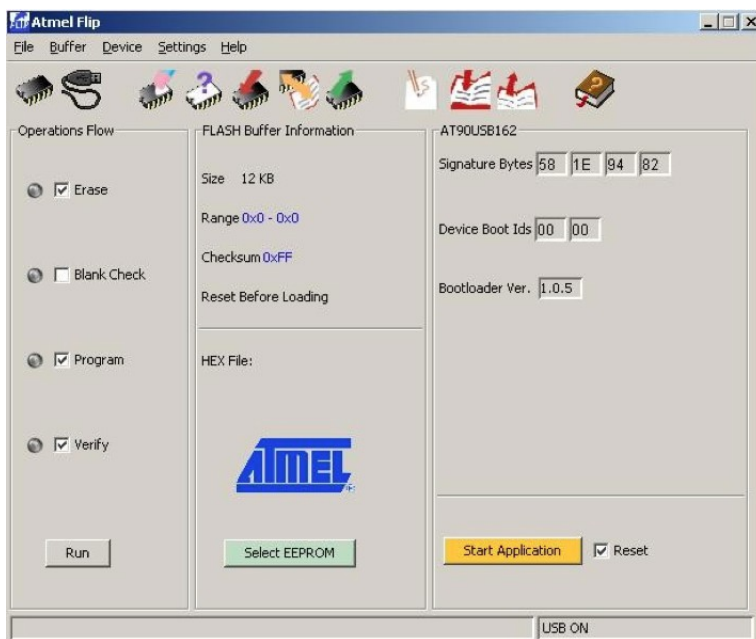 Atmel Flip
File Buffer Device Settings Help
Operations Flow
Erase
Blank Check
Program
Verify
Run
FLASH Buffer Information
Size 12 KB
Range 0x0 - 0x0
Checksum 0xFF
Reset Before Loading
HEX File:
ATMEL
Select EEPROM
AT90USB162
Signature Bytes 58 1E 94 82
Device Boot Ids 00 00
Bootloader Ver. 1.0.5
Start Application Reset
USB ON